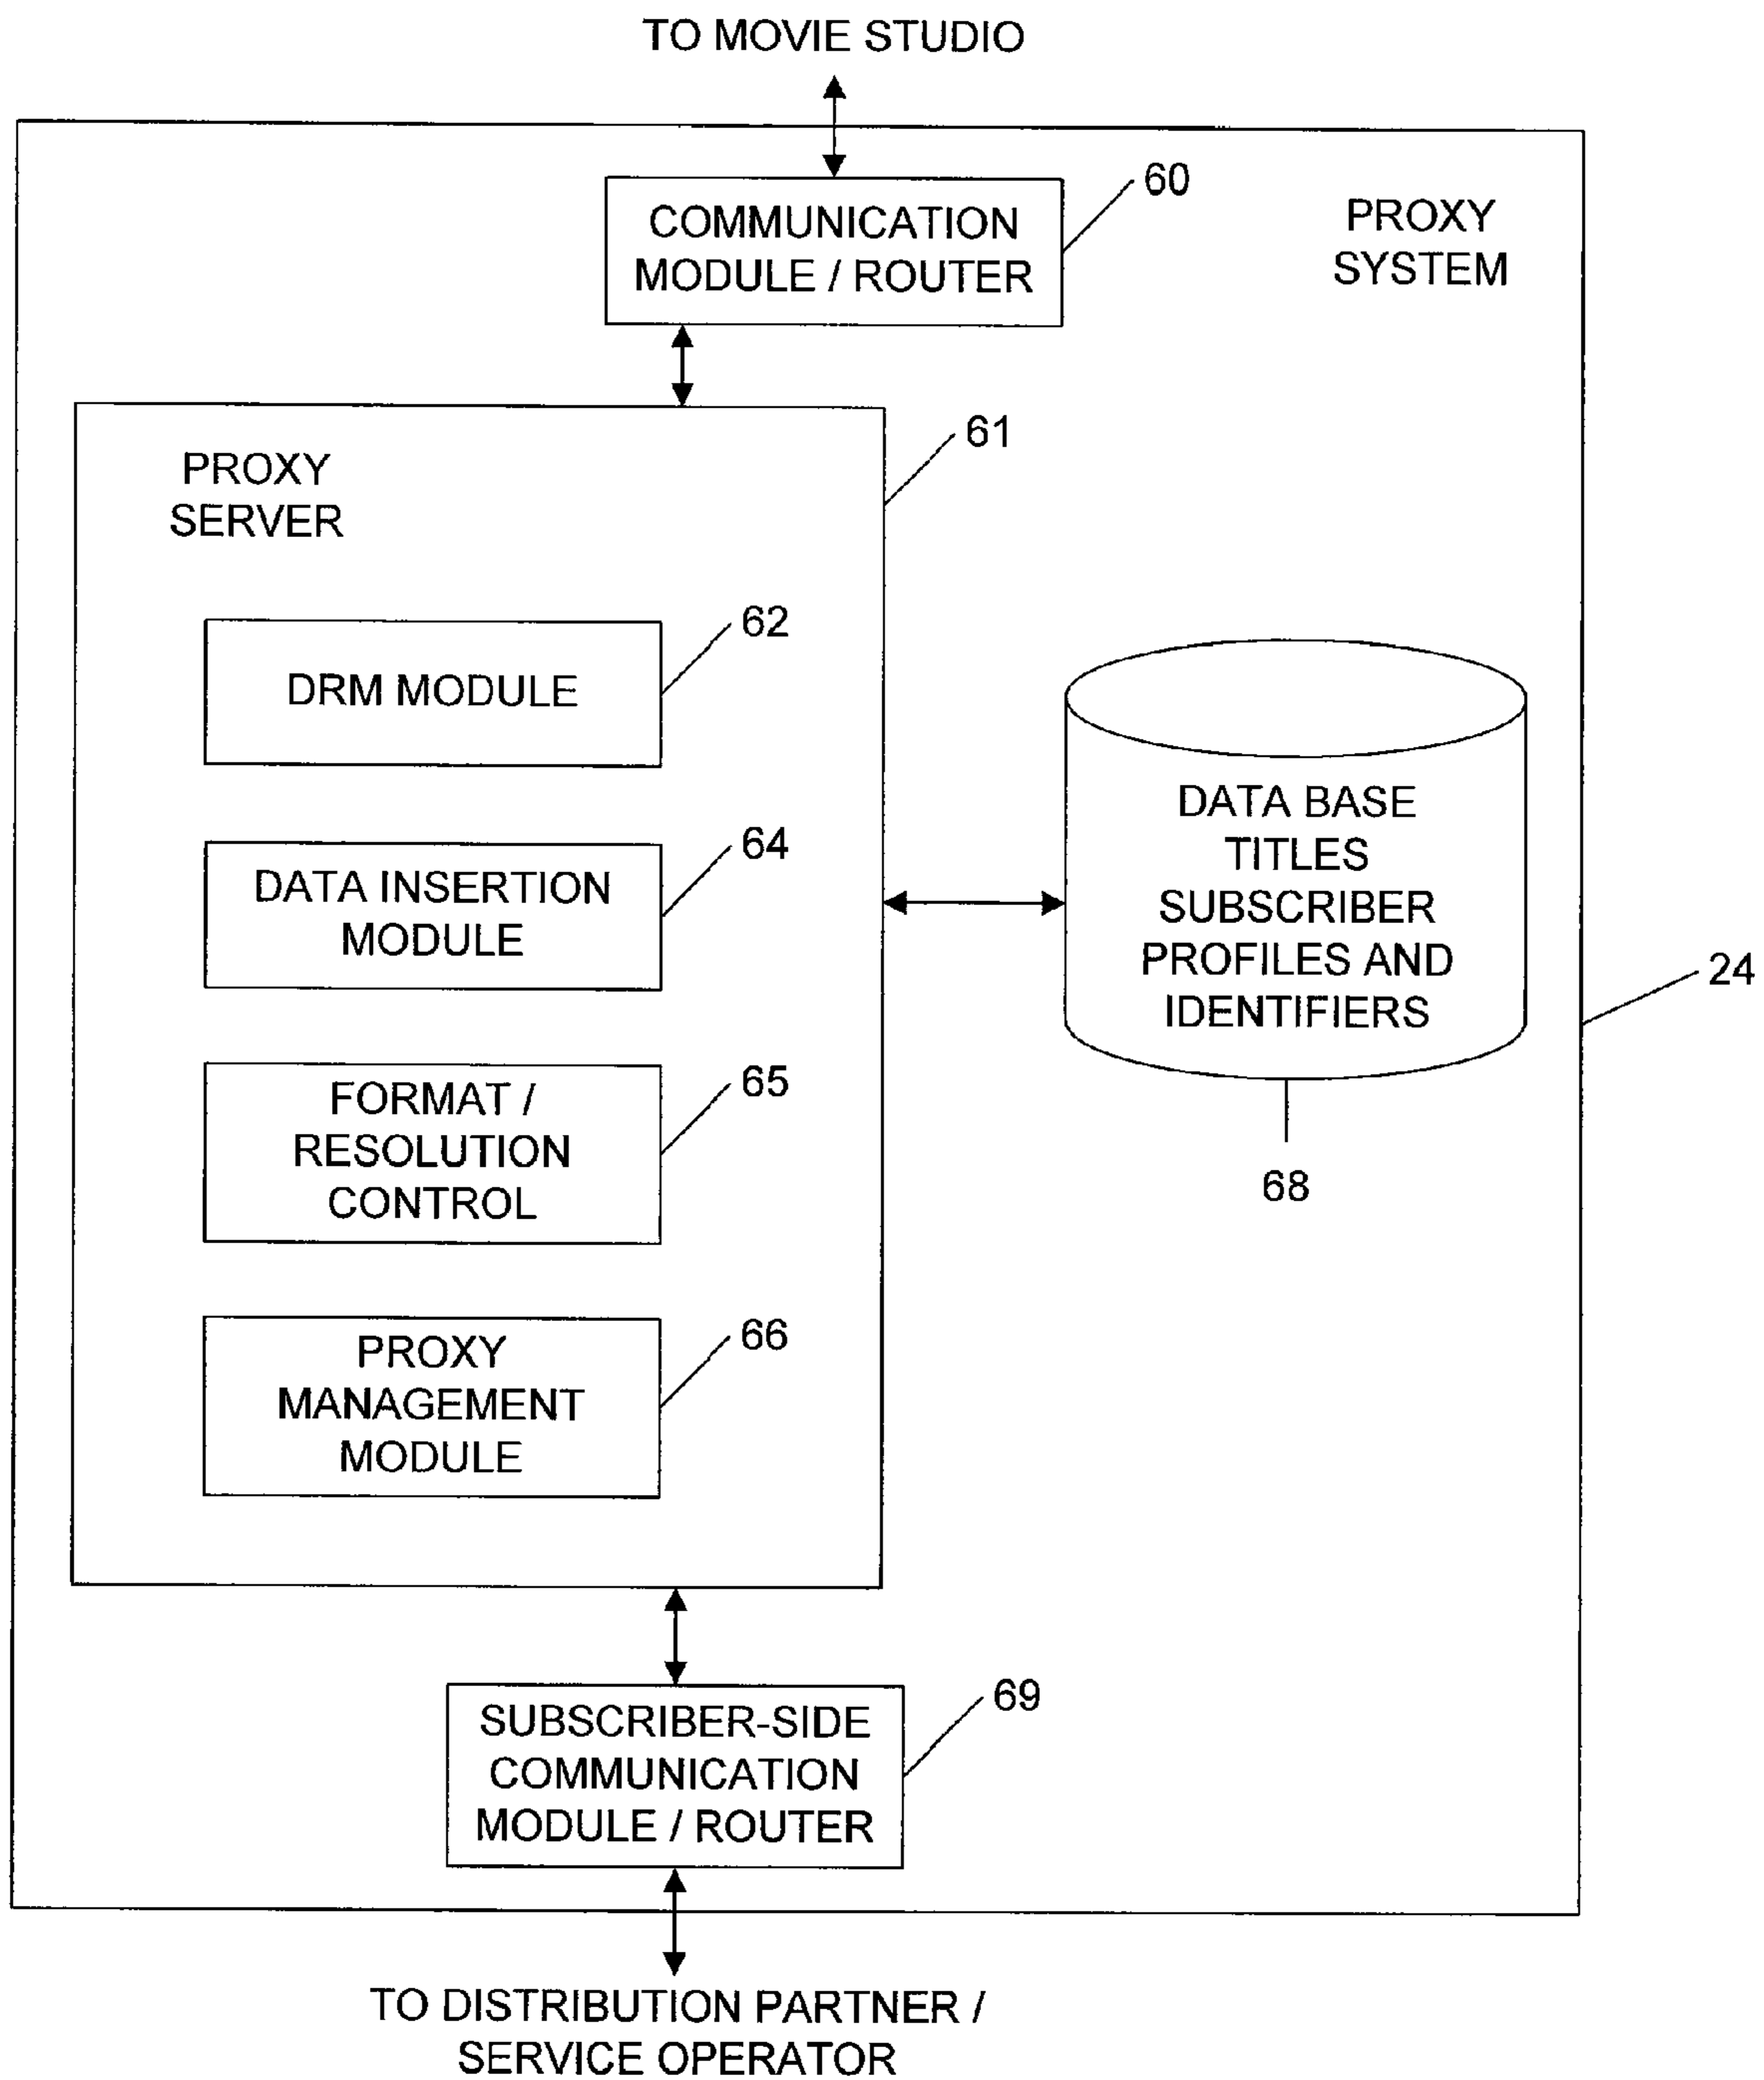 TO MOVIE STUDIO
COMMUNICATION
MODULE / ROUTER
60
PROXY
SYSTEM
61
PROXY
SERVER
62
DRM MODULE
64
DATA INSERTION
MODULE
65
FORMAT /
RESOLUTION
CONTROL
66
PROXY
MANAGEMENT
MODULE
DATA BASE
TITLES
SUBSCRIBER
PROFILES AND
IDENTIFIERS
68
24
SUBSCRIBER-SIDE
COMMUNICATION
MODULE / ROUTER
69
TO DISTRIBUTION PARTNER /
SERVICE OPERATOR